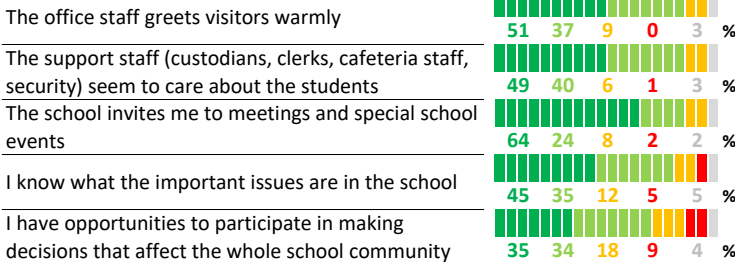 The office staff greets visitors warmly
51 37 9 0 3 %
The support staff (custodians, clerks, cafeteria staff,
security) seem to care about the students
49 40 6 1 3 %
The school invites me to meetings and special school
events
64 24 8 2 2 %
I know what the important issues are in the school
45 35 12 5 5 %
I have opportunities to participate in making
decisions that affect the whole school community
35 34 18 9 4 %